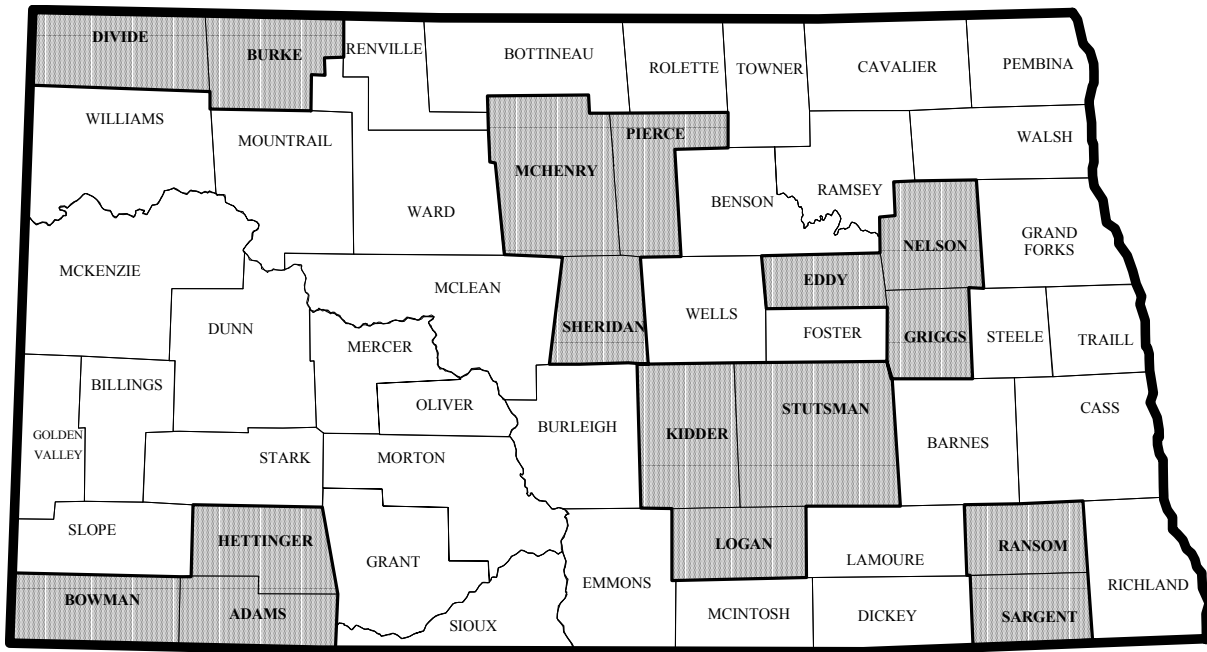 DIVIDE
BURKE
RENVILLE
BOTTINEAU
ROLETTE
TOWNER
CAVALIER
PEMBINA
WILLIAMS
MOUNTRAIL
MCHENRY
PIERCE
WALSH
WARD
BENSON
RAMSEY
NELSON
GRAND
FORKS
MCKENZIE
DUNN
MCLEAN
SHERIDAN
WELLS
EDDY
FOSTER
GRIGGS
STEELE
TRAILL
MERCER
BILLINGS
OLIVER
GOLDEN
VALLEY
STARK
MORTON
BURLEIGH
KIDDER
STUTSMAN
BARNES
CASS
SLOPE
HETTINGER
GRANT
LOGAN
LAMOURE
RANSOM
BOWMAN
ADAMS
SIOUX
EMMONS
MCINTOSH
DICKEY
SARGENT
RICHLAND